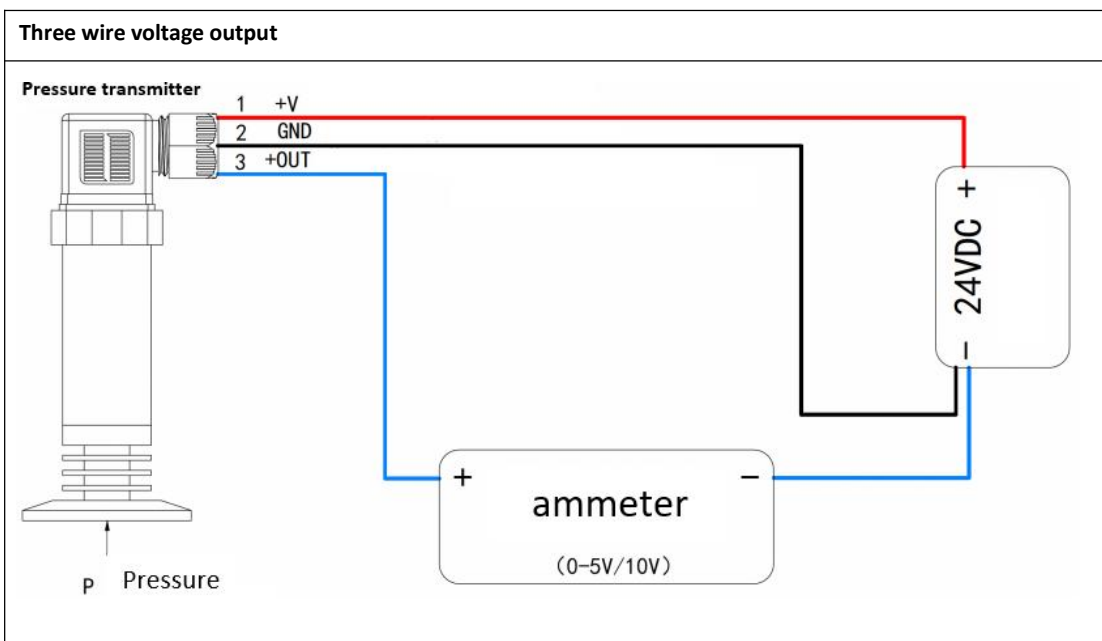 Three wire voltage output
Pressure transmitter
1 +V
2 GND
3 +OUT
+
24VDC
−
+ −
ammeter
(0-5V/10V)
P Pressure